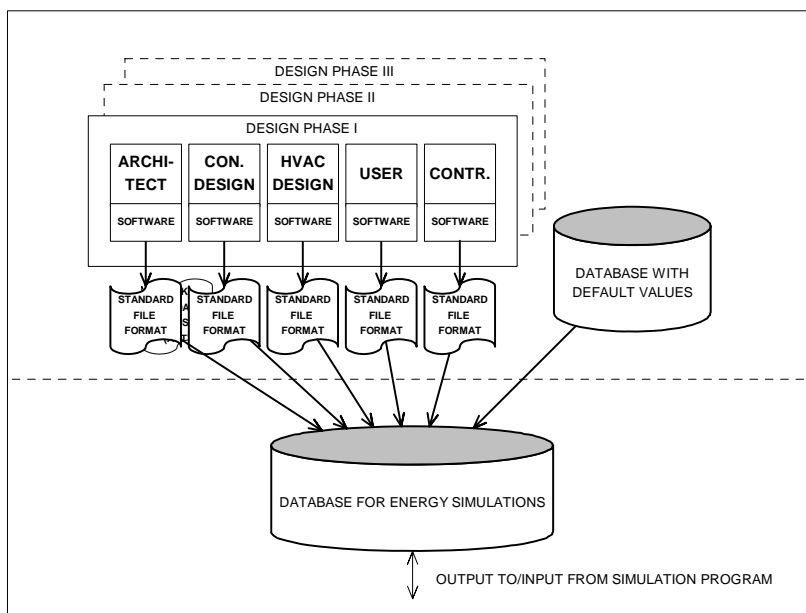 DESIGN PHASE III
DESIGN PHASE II
DESIGN PHASE I
ARCHI-
TECT
CON.
DESIGN
HVAC
DESIGN
USER
CONTR.
SOFTWARE
SOFTWARE
SOFTWARE
SOFTWARE
SOFTWARE
STANDARD
FILE
FORMAT
STANDARD
FILE
FORMAT
STANDARD
FILE
FORMAT
STANDARD
FILE
FORMAT
STANDARD
FILE
FORMAT
DATABASE WITH
DEFAULT VALUES
DATABASE FOR ENERGY SIMULATIONS
OUTPUT TO/INPUT FROM SIMULATION PROGRAM